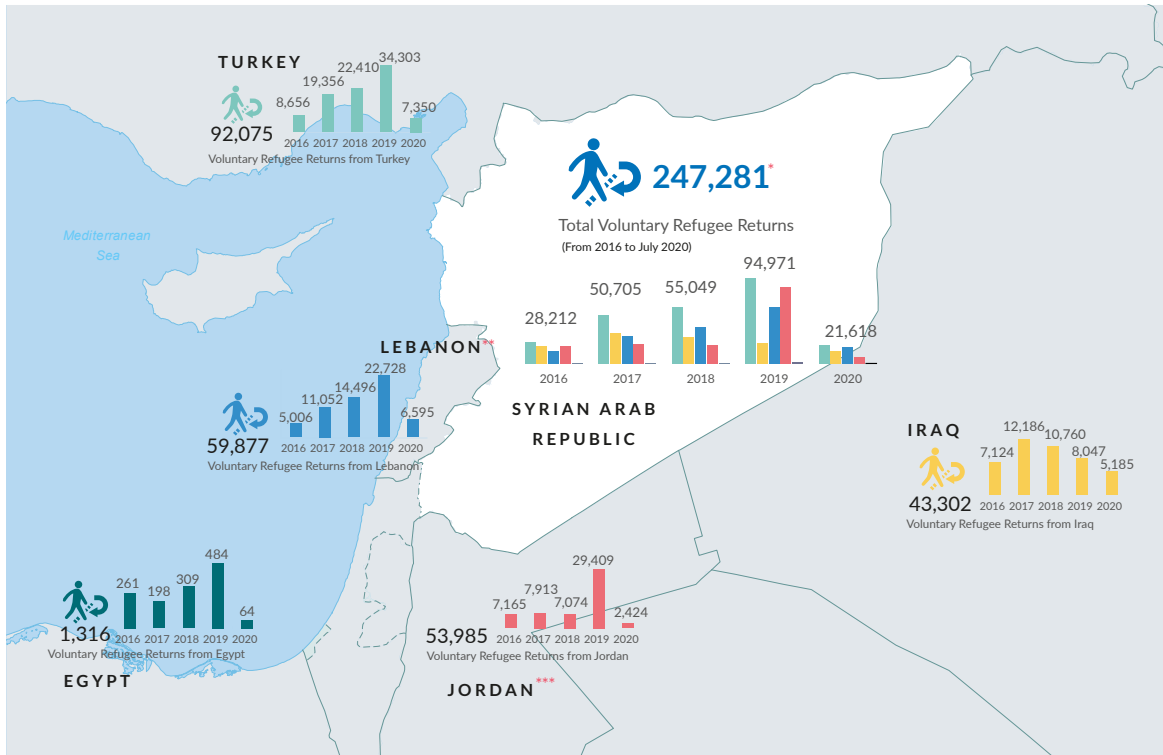 TURKEY
8,656
19,356
22,410
34,303
7,350
92,075
2016 2017 2018 2019 2020
Voluntary Refugee Returns from Turkey
247,281*
Total Voluntary Refugee Returns
(From 2016 to July 2020)
Mediterranean
Sea
28,212
50,705
55,049
94,971
21,618
2016 2017 2018 2019 2020
SYRIAN ARAB
REPUBLIC
LEBANON**
5,006
11,052
14,496
22,728
6,595
59,877
2016 2017 2018 2019 2020
Voluntary Refugee Returns from Lebanon
IRAQ
7,124
12,186
10,760
8,047
5,185
43,302
2016 2017 2018 2019 2020
Voluntary Refugee Returns from Iraq
261
198
309
484
64
1,316
2016 2017 2018 2019 2020
Voluntary Refugee Returns from Egypt
EGYPT
7,165
7,913
7,074
29,409
2,424
53,985
2016 2017 2018 2019 2020
Voluntary Refugee Returns from Jordan
JORDAN***